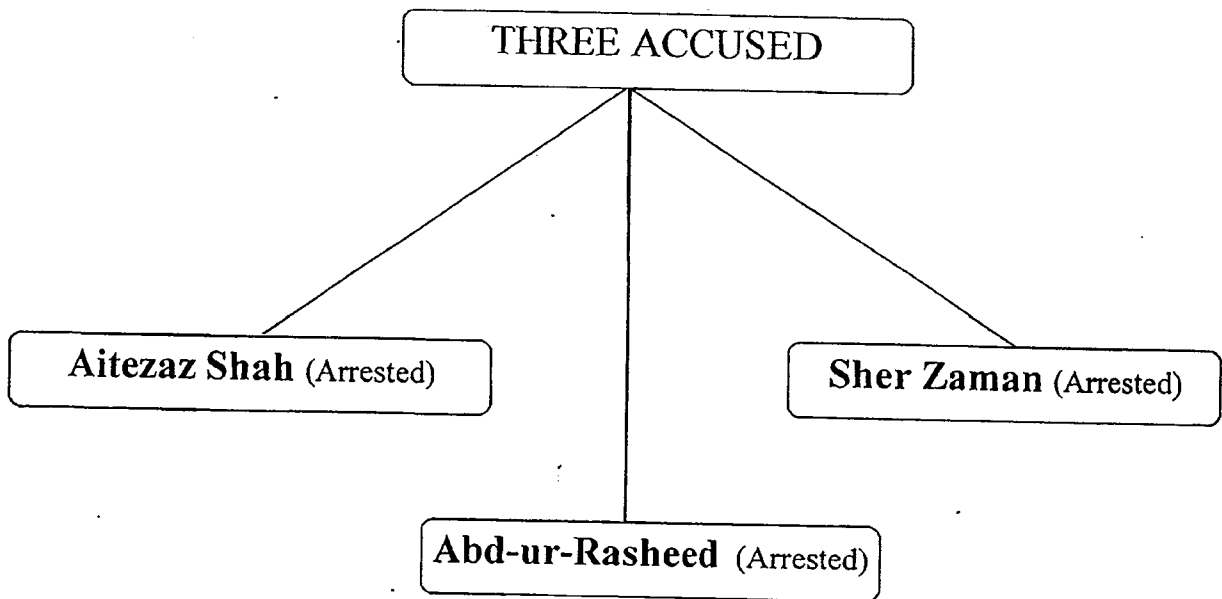 THREE ACCUSED
Aitezaz Shah (Arrested)
Sher Zaman (Arrested)
Abd-ur-Rasheed (Arrested)